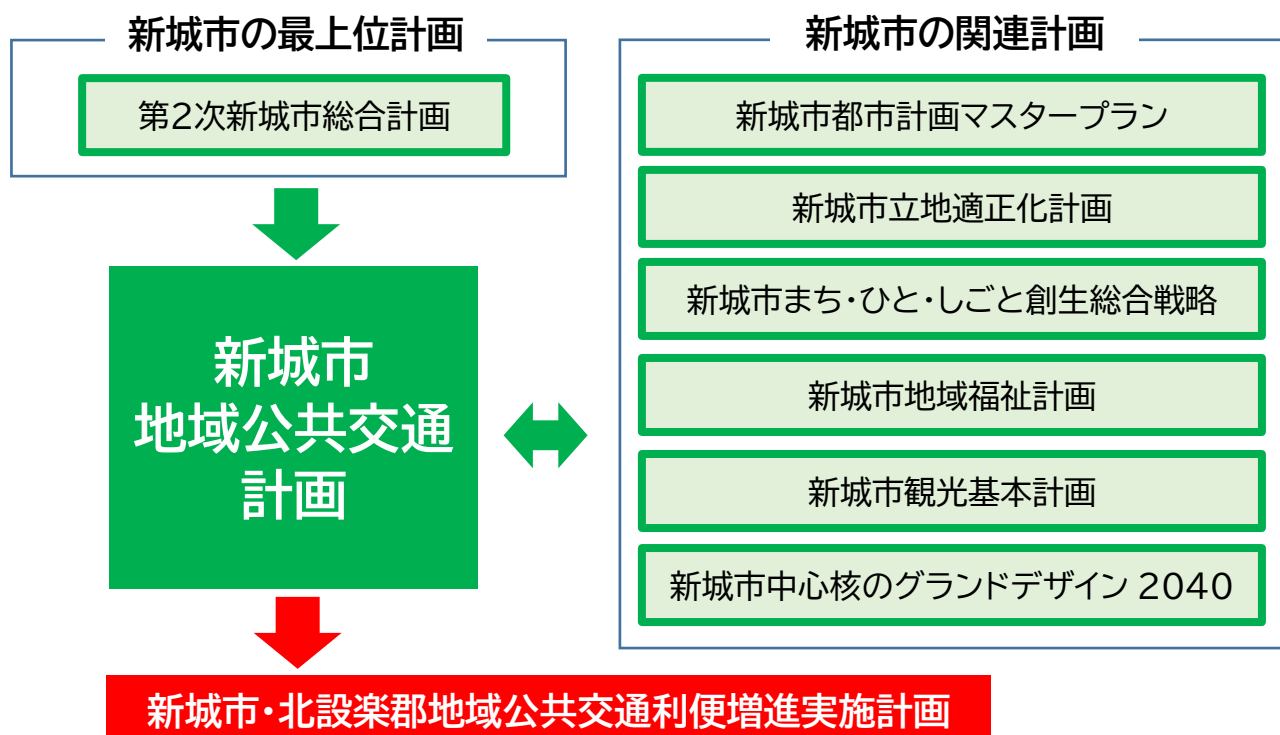 新城市の最上位計画
第2次新城市総合計画
新城市
地域公共交通
計画
新城市の関連計画
新城市都市計画マスタープラン
新城市立地適正化計画
新城市まち・ひと・しごと創生総合戦略
新城市地域福祉計画
新城市観光基本計画
新城市中心核のグランドデザイン 2040
新城市・北設楽郡地域公共交通利便増進実施計画